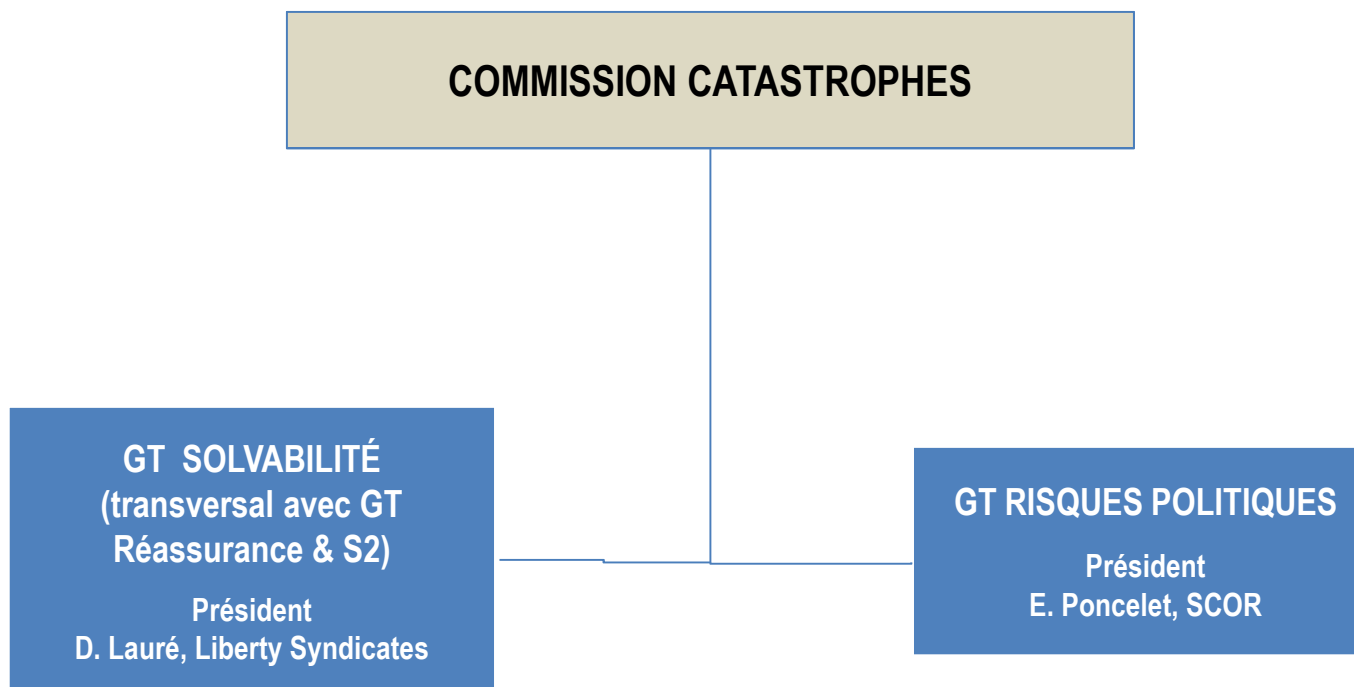 COMMISSION CATASTROPHES
GT SOLVABILITÉ
(transversal avec GT
Réassurance & S2)
Président
D. Lauré, Liberty Syndicates
GT RISQUES POLITIQUES
Président
E. Poncelet, SCOR